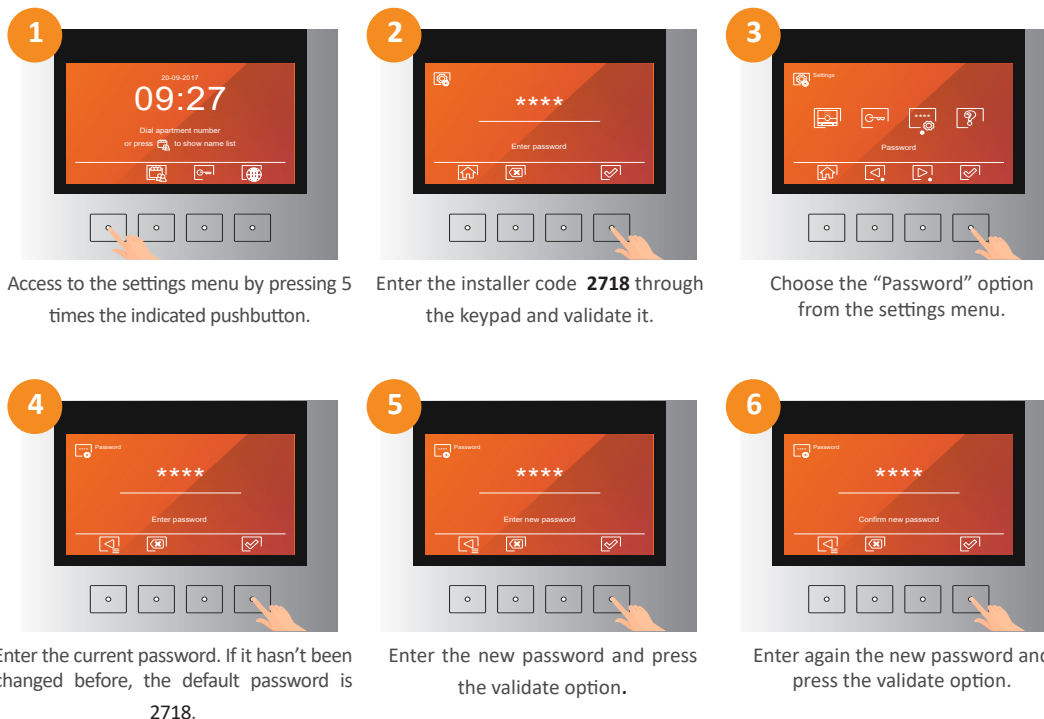 1
20-09-2017
09:27
Dial apartment number
or press to show name list
Access to the settings menu by pressing 5
times the indicated pushbutton.
2
****
Enter password
Enter the installer code 2718 through
the keypad and validate it.
3
Settings
****
Password
Choose the “Password” option
from the settings menu.
4
Password
****
Enter password
Enter the current password. If it hasn’t been
changed before, the default password is
2718.
5
Password
****
Enter new password
Enter the new password and press
the validate option.
6
Password
****
Confirm new password
Enter again the new password and
press the validate option.